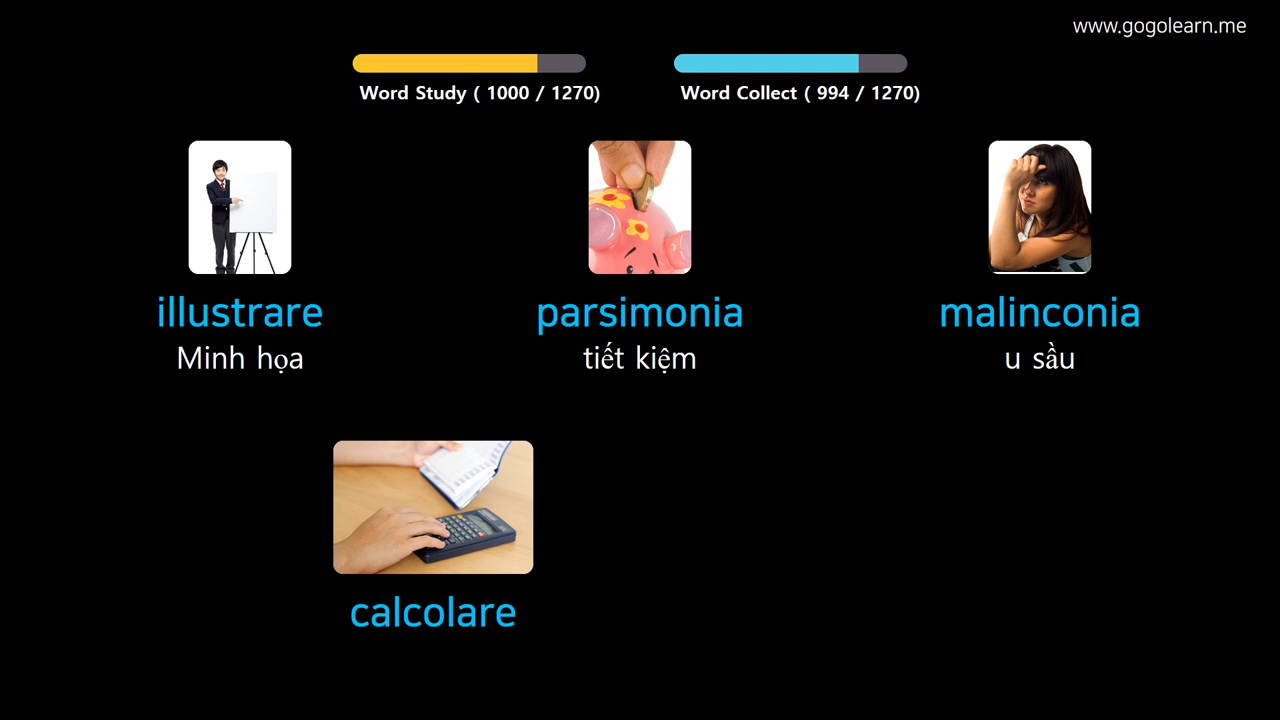 www.gogolearn.me
Word Study ( 1000 / 1270)
Word Collect ( 994 / 1270)
illustrare
Minh họa
parsimonia
tiết kiệm
malinconia
u sầu
calcolare